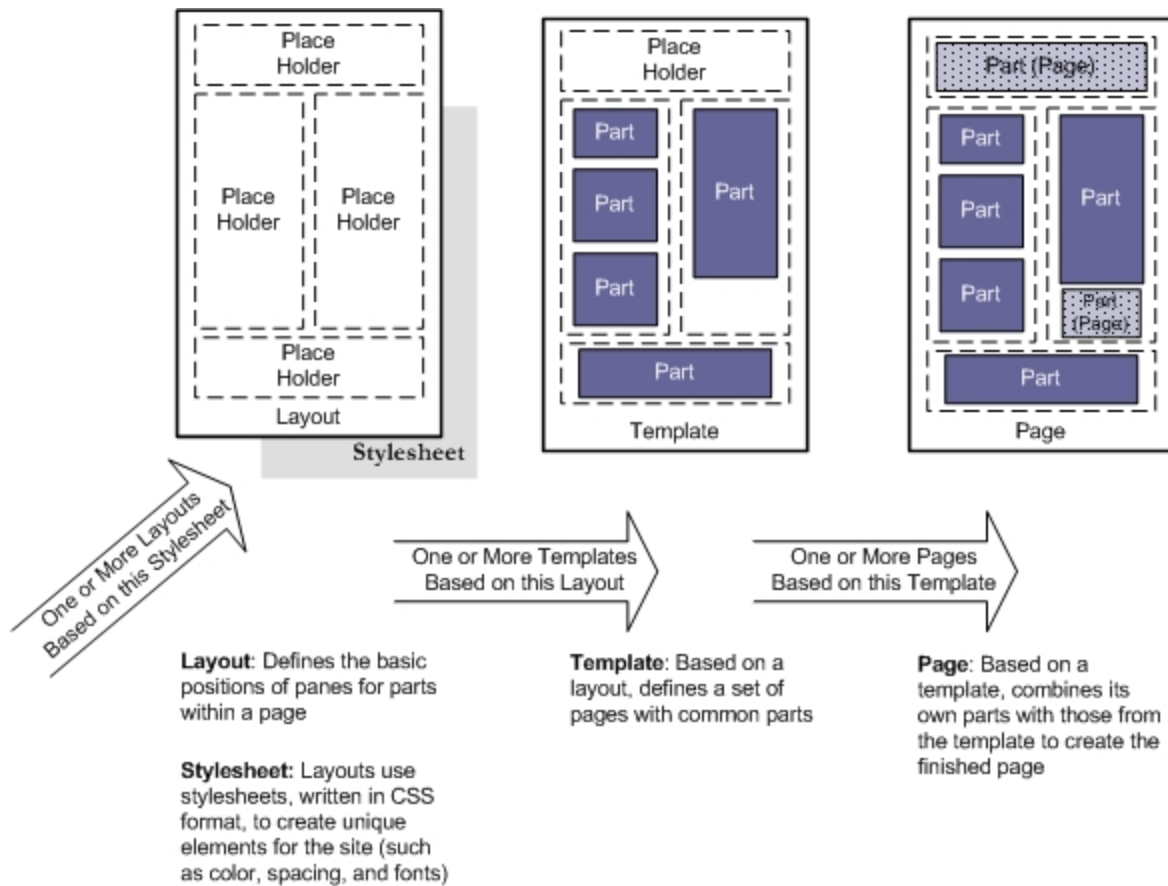 Place
Holder
Place
Holder
Place
Holder
Place
Holder
Layout
Stylesheet
Place
Holder
Part
Part
Part
Part
Part
Template
Part (Page)
Part
Part
Part
Part
Part
(Page)
Part
Page
One or More Layouts
Based on this Stylesheet
One or More Templates
Based on this Layout
One or More Pages
Based on this Template
Layout: Defines the basic
positions of panes for parts
within a page
Stylesheet: Layouts use
stylesheets, written in CSS
format, to create unique
elements for the site (such
as color, spacing, and fonts)
Template: Based on a
layout, defines a set of
pages with common parts
Page: Based on a
template, combines its
own parts with those from
the template to create the
finished page